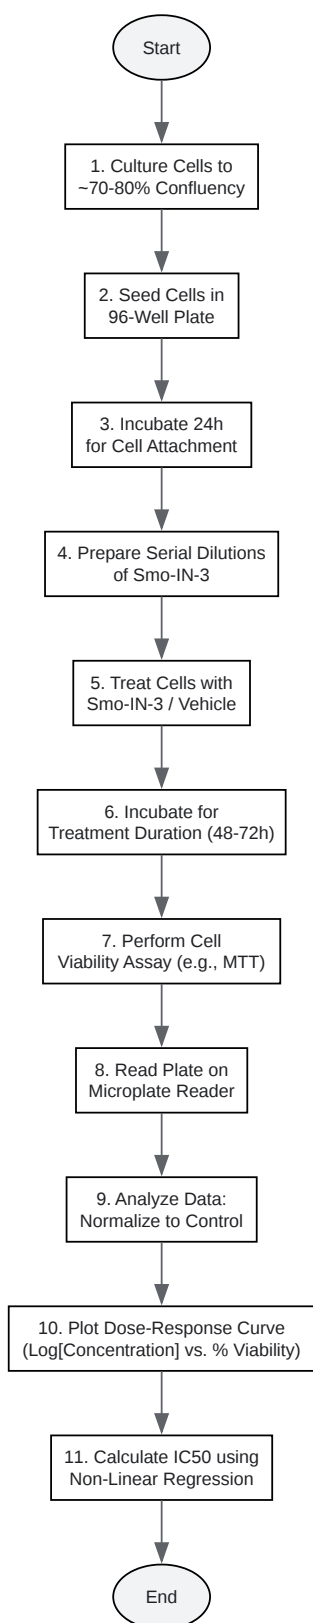 Start
1. Culture Cells to
~70-80% Confluency
2. Seed Cells in
96-Well Plate
3. Incubate 24h
for Cell Attachment
4. Prepare Serial Dilutions
of Smo-IN-3
5. Treat Cells with
Smo-IN-3 / Vehicle
6. Incubate for
Treatment Duration (48-72h)
7. Perform Cell
Viability Assay (e.g., MTT)
8. Read Plate on
Microplate Reader
9. Analyze Data:
Normalize to Control
10. Plot Dose-Response Curve
(Log[Concentration] vs. % Viability)
11. Calculate IC50 using
Non-Linear Regression
End